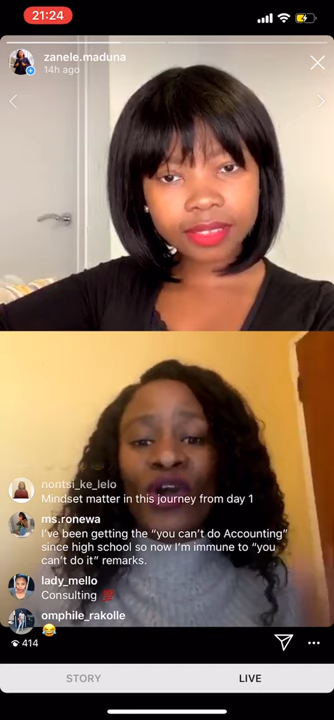 21:24
zanele.maduna
14h ago
nontsi_ke_lelo
Mindset matter in this journey from day 1
ms.ronewa
I've been getting the "you can't do Accounting"
since high school so now I'm immune to "you
can't do it" remarks.
lady_mello
Consulting 💯
omphile_rakolle
😂
414
STORY
LIVE